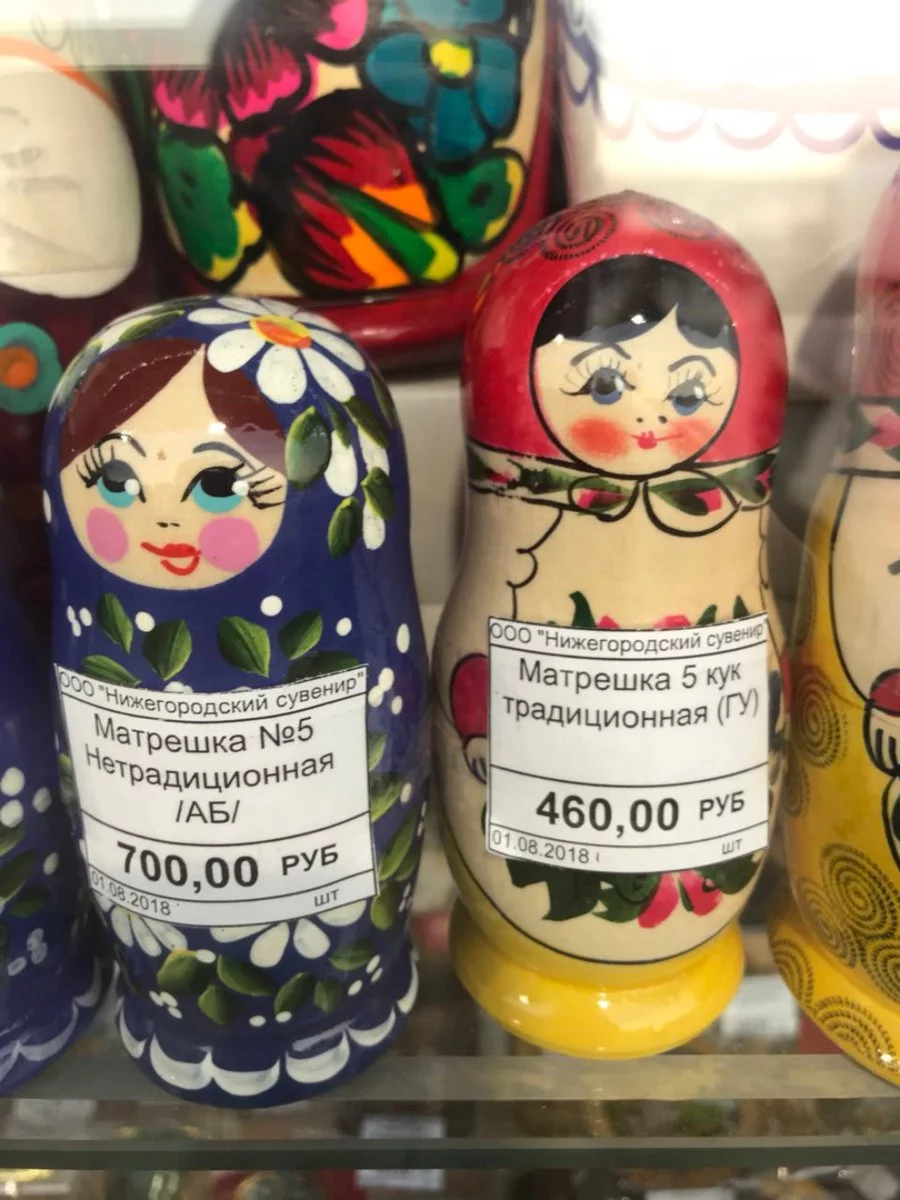 ООО "Нижегородский сувенир"
Матрешка №5
Нетрадиционная
/АБ/
700,00 РУБ
01.08.2018 шт
ООО "Нижегородский сувенир"
Матрешка 5 кук
традиционная (ГУ)
460,00 РУБ
01.08.2018 шт